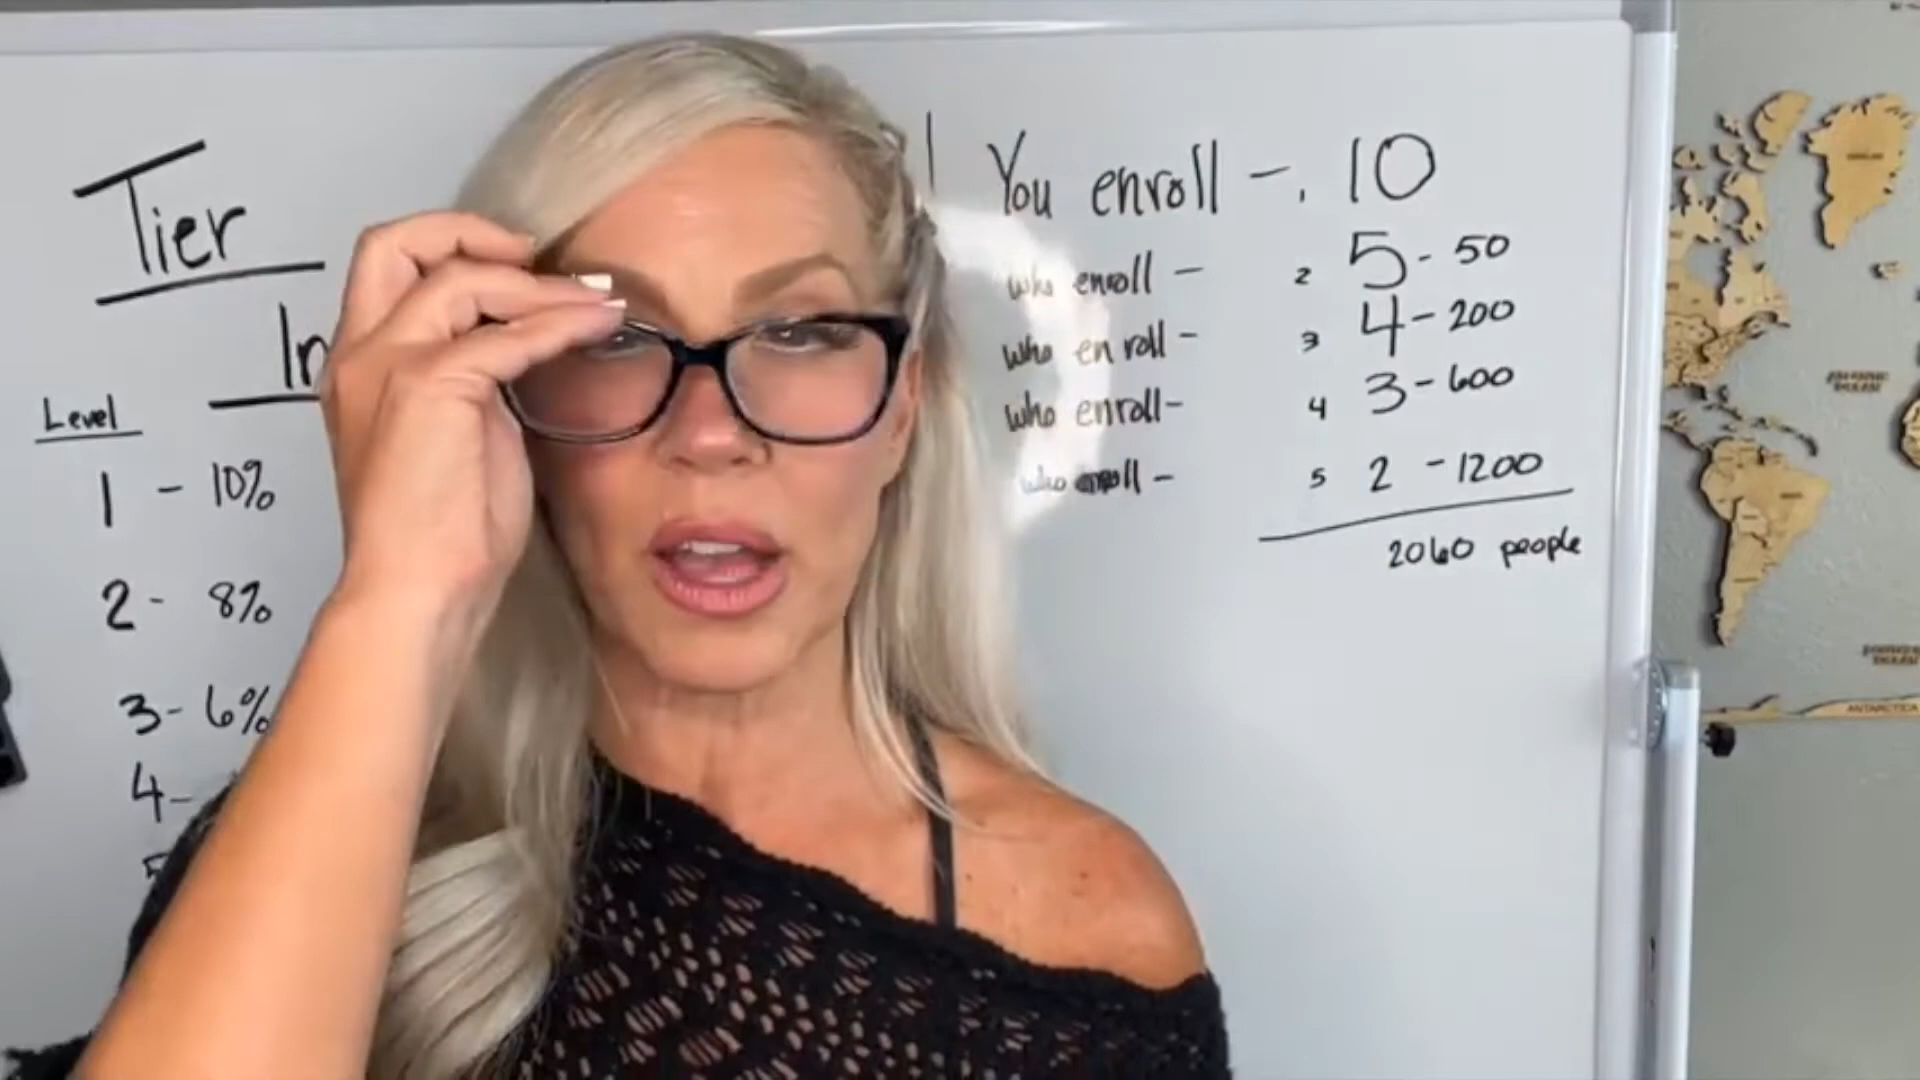 Tier
In
Level
1 - 10%
2 - 8%
3 - 6%
4 -
You enroll - 10
who enroll - 2 5 - 50
who enroll - 3 4 - 200
who enroll - 4 3 - 600
who enroll - 5 2 - 1200
2060 people
ANTARCTICA